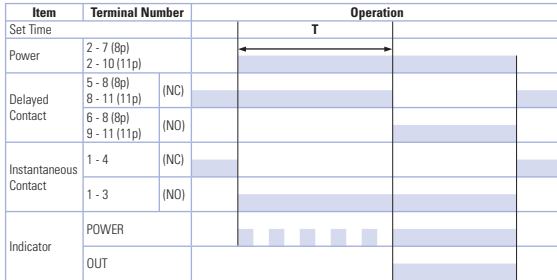 Item Terminal Number Operation
Set Time T
Power 2 - 7 (8p)
2 - 10 (11p)
Delayed Contact 5 - 8 (8p)
8 - 11 (11p) (NC)
6 - 8 (8p)
9 - 11 (11p) (NO)
Instantaneous Contact 1 - 4 (NC)
1 - 3 (NO)
Indicator POWER
OUT